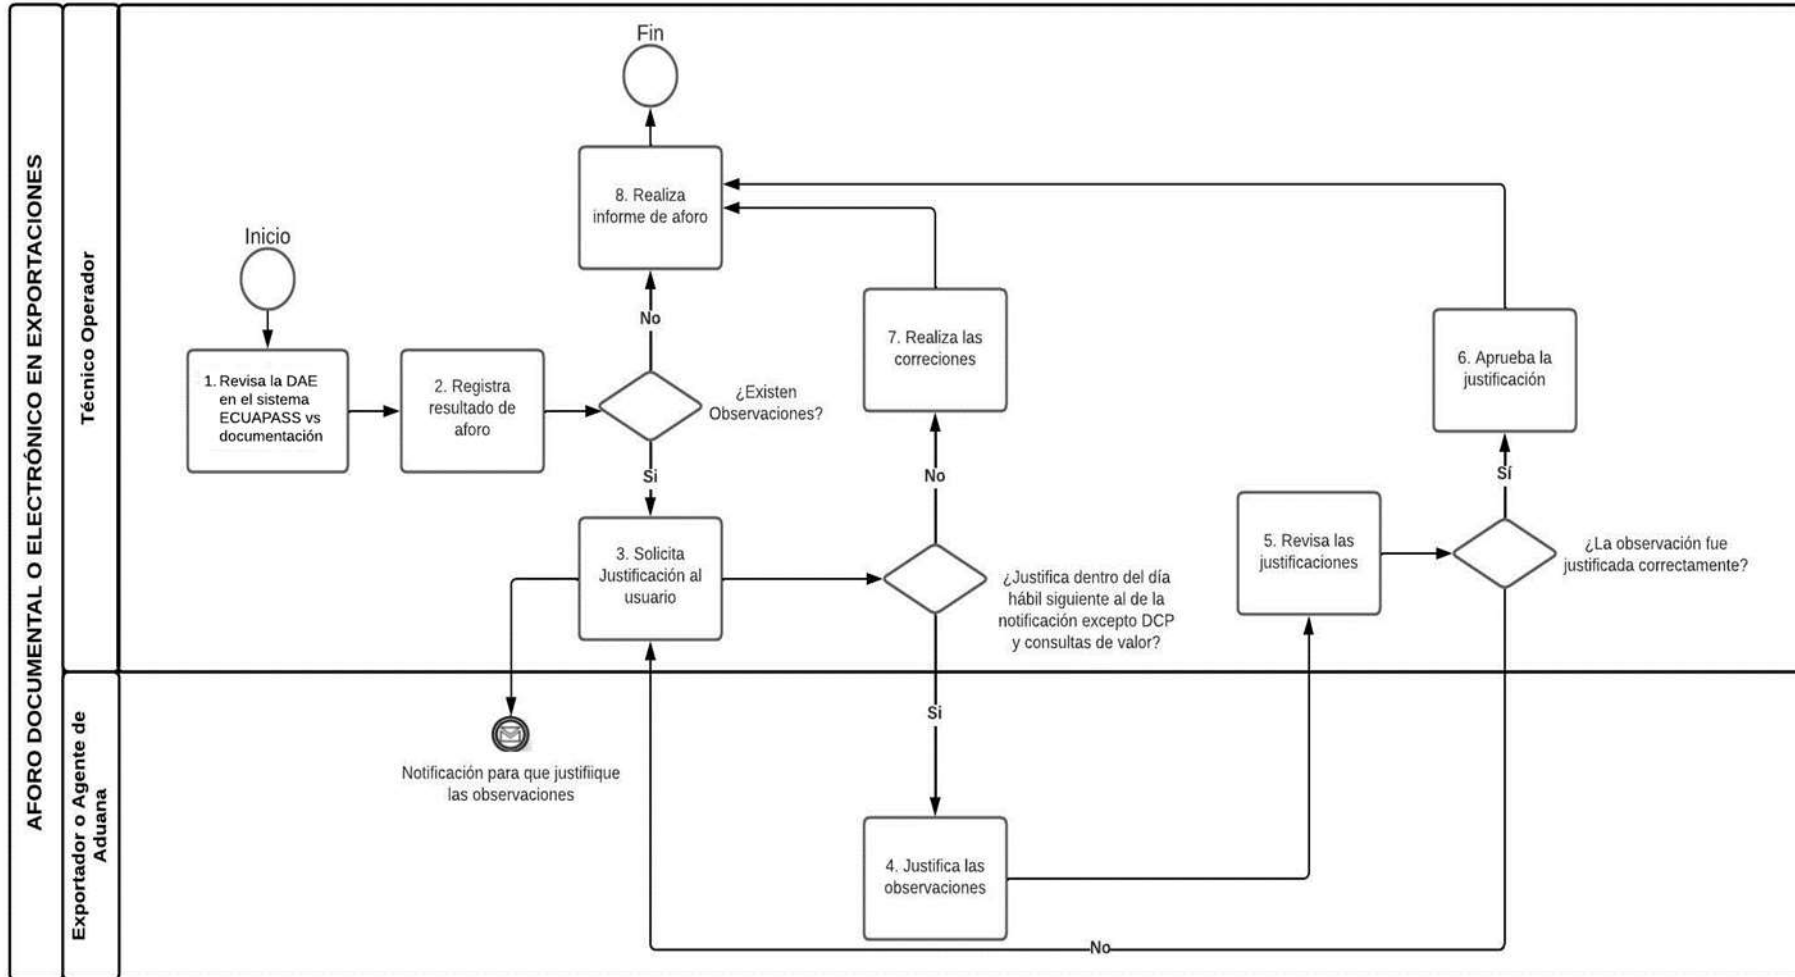 AFORO DOCUMENTAL O ELECTRÓNICO EN EXPORTACIONES
Técnico Operador
Exportador o Agente de
Aduana
Fin
8. Realiza
informe de aforo
Inicio
1. Revisa la DAE
en el sistema
ECUAPASS vs
documentación
2. Registra
resultado de
aforo
No
¿Existen
Observaciones?
Si
3. Solicita
Justificación al
usuario
Notificación para que justifiique
las observaciones
7. Realiza las
correciones
No
¿Justifica dentro del día
hábil siguiente al de la
notificación excepto DCP
y consultas de valor?
Si
4. Justifica las
observaciones
5. Revisa las
justificaciones
6. Aprueba la
justificación
Sí
¿La observación fue
justificada correctamente?
No